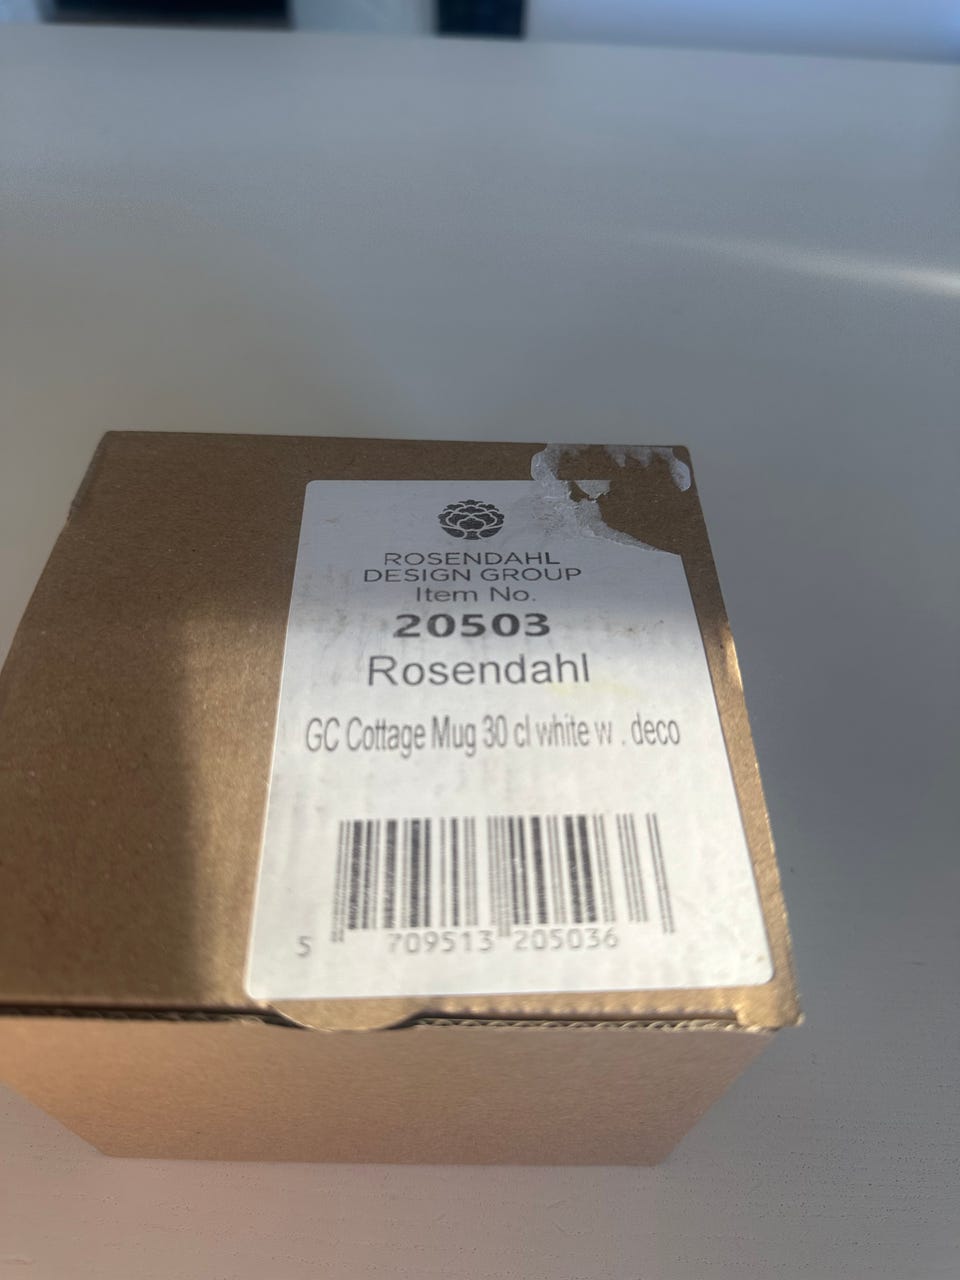 ROSENDAHL
DESIGN GROUP
Item No.
20503
Rosendahl
GC Cottage Mug 30 cl white w . deco
5 709513 205036